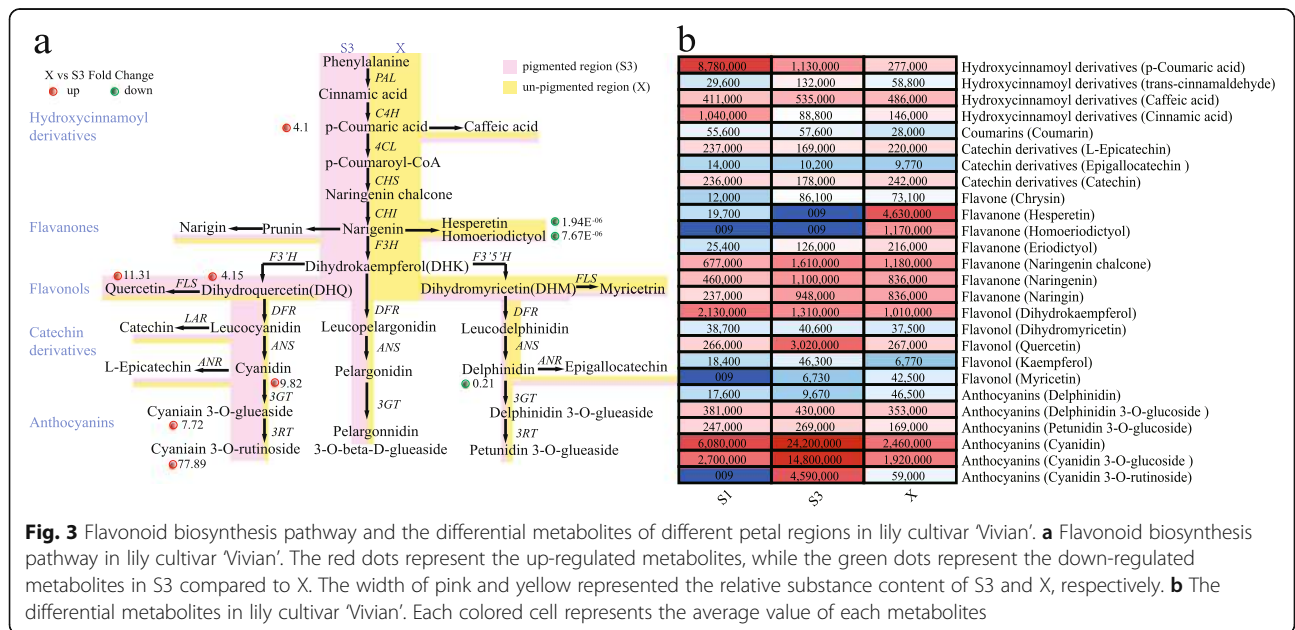 a
S3 X
X vs S3 Fold Change
up down
pigmented region (S3)
un-pigmented region (X)
Phenylalanine
PAL
Cinnamic acid
C4H
Hydroxycinnamoyl
derivatives
4.1 p-Coumaric acid Caffeic acid
4CL
p-Coumaroyl-CoA
CHS
Naringenin chalcone
CHI
Flavanones
Narigin Prunin Narigenin Hesperetin 1.94E-06
Homoeriodictyol 7.67E-06
F3H
F3'H Dihydrokaempferol(DHK) F3'5'H
Flavonols
11.31 4.15
Quercetin FLS Dihydroquercetin(DHQ) Dihydromyricetin(DHM) FLS Myricetrin
DFR DFR DFR
Catechin
derivatives
Catechin LAR Leucocyanidin Leucopelargonidin Leucodelphinidin
ANS ANS ANS
L-Epicatechin ANR Cyanidin Pelargonidin Delphinidin ANR Epigallocatechin
9.82 0.21
3GT 3GT 3GT
Anthocyanins
Cyaniain 3-O-glueaside Delphinidin 3-O-glueaside
7.72
3RT 3RT
Cyaniain 3-O-rutinoside Pelargonnidin Petunidin 3-O-glueaside
3-O-beta-D-glueaside
77.89
b
8,780,000 1,130,000 277,000 Hydroxycinnamoyl derivatives (p-Coumaric acid)
29,600 132,000 58,800 Hydroxycinnamoyl derivatives (trans-cinnamaldehyde)
411,000 535,000 486,000 Hydroxycinnamoyl derivatives (Caffeic acid)
1,040,000 88,800 146,000 Hydroxycinnamoyl derivatives (Cinnamic acid)
55,600 57,600 28,000 Coumarins (Coumarin)
237,000 169,000 220,000 Catechin derivatives (L-Epicatechin)
14,000 10,200 9,770 Catechin derivatives (Epigallocatechin )
236,000 178,000 242,000 Catechin derivatives (Catechin)
12,000 86,100 73,100 Flavone (Chrysin)
19,700 009 4,630,000 Flavanone (Hesperetin)
009 009 1,170,000 Flavanone (Homoeriodictyol)
25,400 126,000 216,000 Flavanone (Eriodictyol)
677,000 1,610,000 1,180,000 Flavanone (Naringenin chalcone)
460,000 1,100,000 836,000 Flavanone (Naringenin)
237,000 948,000 836,000 Flavanone (Naringin)
2,130,000 1,310,000 1,010,000 Flavonol (Dihydrokaempferol)
38,700 40,600 37,500 Flavonol (Dihydromyricetin)
266,000 3,020,000 267,000 Flavonol (Quercetin)
18,400 46,300 6,770 Flavonol (Kaempferol)
009 6,730 42,500 Flavonol (Myricetin)
17,600 9,670 46,500 Anthocyanins (Delphinidin)
381,000 430,000 353,000 Anthocyanins (Delphinidin 3-O-glucoside )
247,000 269,000 169,000 Anthocyanins (Petunidin 3-O-glucoside)
6,080,000 24,200,000 2,460,000 Anthocyanins (Cyanidin)
2,700,000 14,800,000 1,920,000 Anthocyanins (Cyanidin 3-O-glucoside )
009 4,590,000 59,000 Anthocyanins (Cyanidin 3-O-rutinoside)
S1 S3 X
Fig. 3 Flavonoid biosynthesis pathway and the differential metabolites of different petal regions in lily cultivar ‘Vivian’. a Flavonoid biosynthesis
pathway in lily cultivar ‘Vivian’. The red dots represent the up-regulated metabolites, while the green dots represent the down-regulated
metabolites in S3 compared to X. The width of pink and yellow represented the relative substance content of S3 and X, respectively. b The
differential metabolites in lily cultivar ‘Vivian’. Each colored cell represents the average value of each metabolites